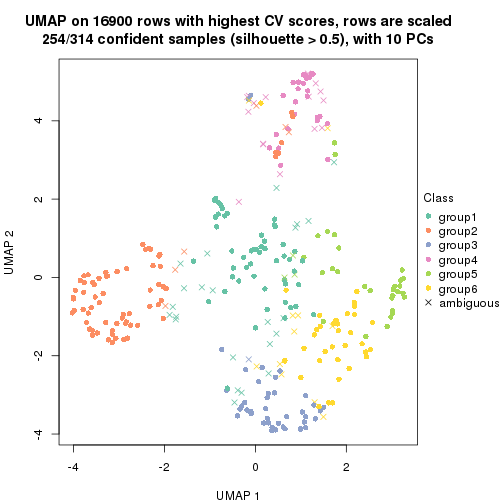 UMAP on 16900 rows with highest CV scores, rows are scaled
254/314 confident samples (silhouette > 0.5), with 10 PCs
UMAP 2
4
2
0
-2
-4
-4
-2
0
2
UMAP 1
Class
group1
group2
group3
group4
group5
group6
ambiguous